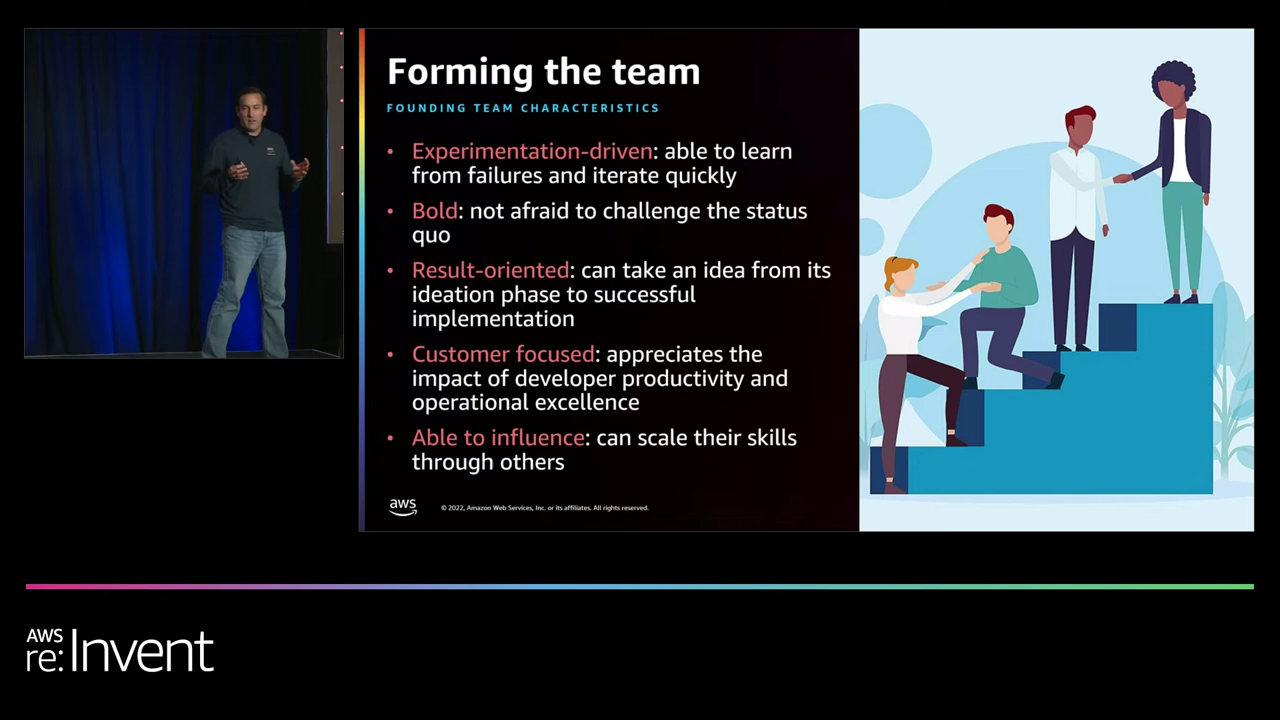 Forming the team
FOUNDING TEAM CHARACTERISTICS
• Experimentation-driven: able to learn
from failures and iterate quickly
• Bold: not afraid to challenge the status
quo
• Result-oriented: can take an idea from its
ideation phase to successful
implementation
• Customer focused: appreciates the
impact of developer productivity and
operational excellence
• Able to influence: can scale their skills
through others
aws
© 2022, Amazon Web Services, Inc. or its affiliates. All rights reserved.
AWS
re:Invent